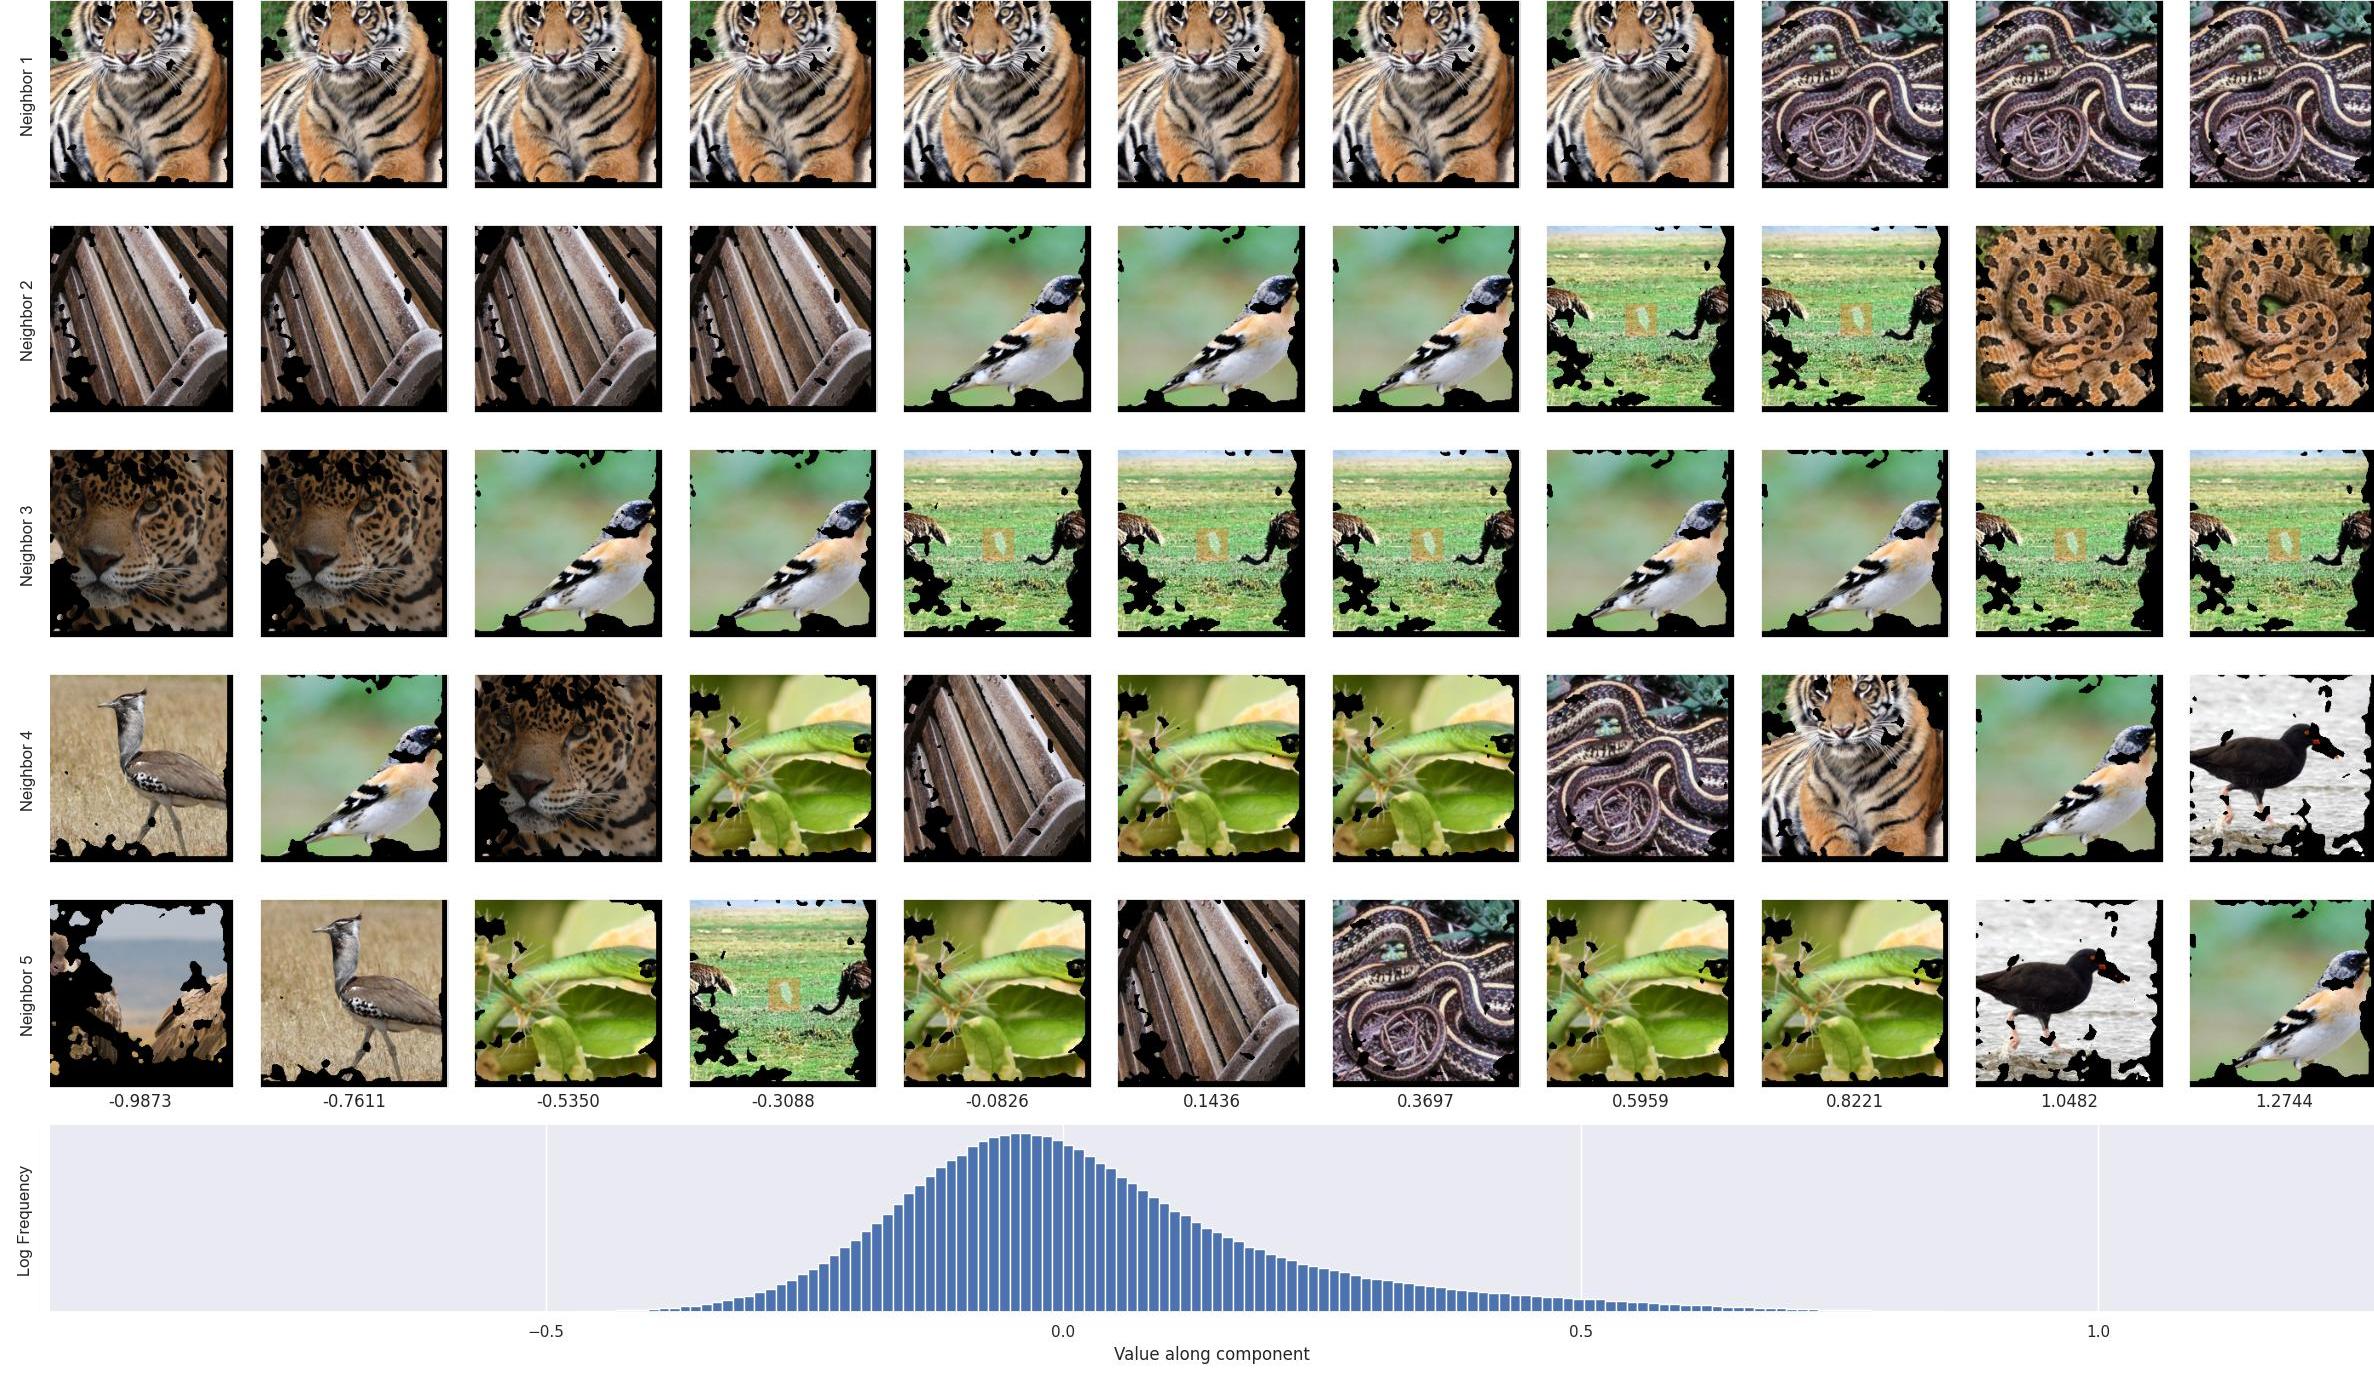 Neighbor 1
Neighbor 2
Neighbor 3
Neighbor 4
Neighbor 5
-0.9873 -0.7611 -0.5350 -0.3088 -0.0826 0.1436 0.3697 0.5959 0.8221 1.0482 1.2744
Log Frequency
−0.5 0.0 0.5 1.0
Value along component